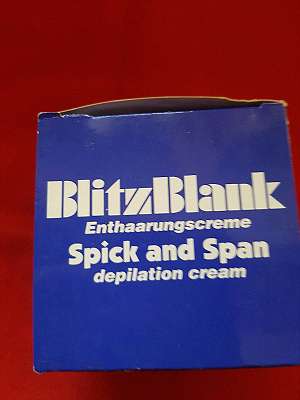 BlitzBlank
Enthaarungscreme
Spick and Span
depilation cream